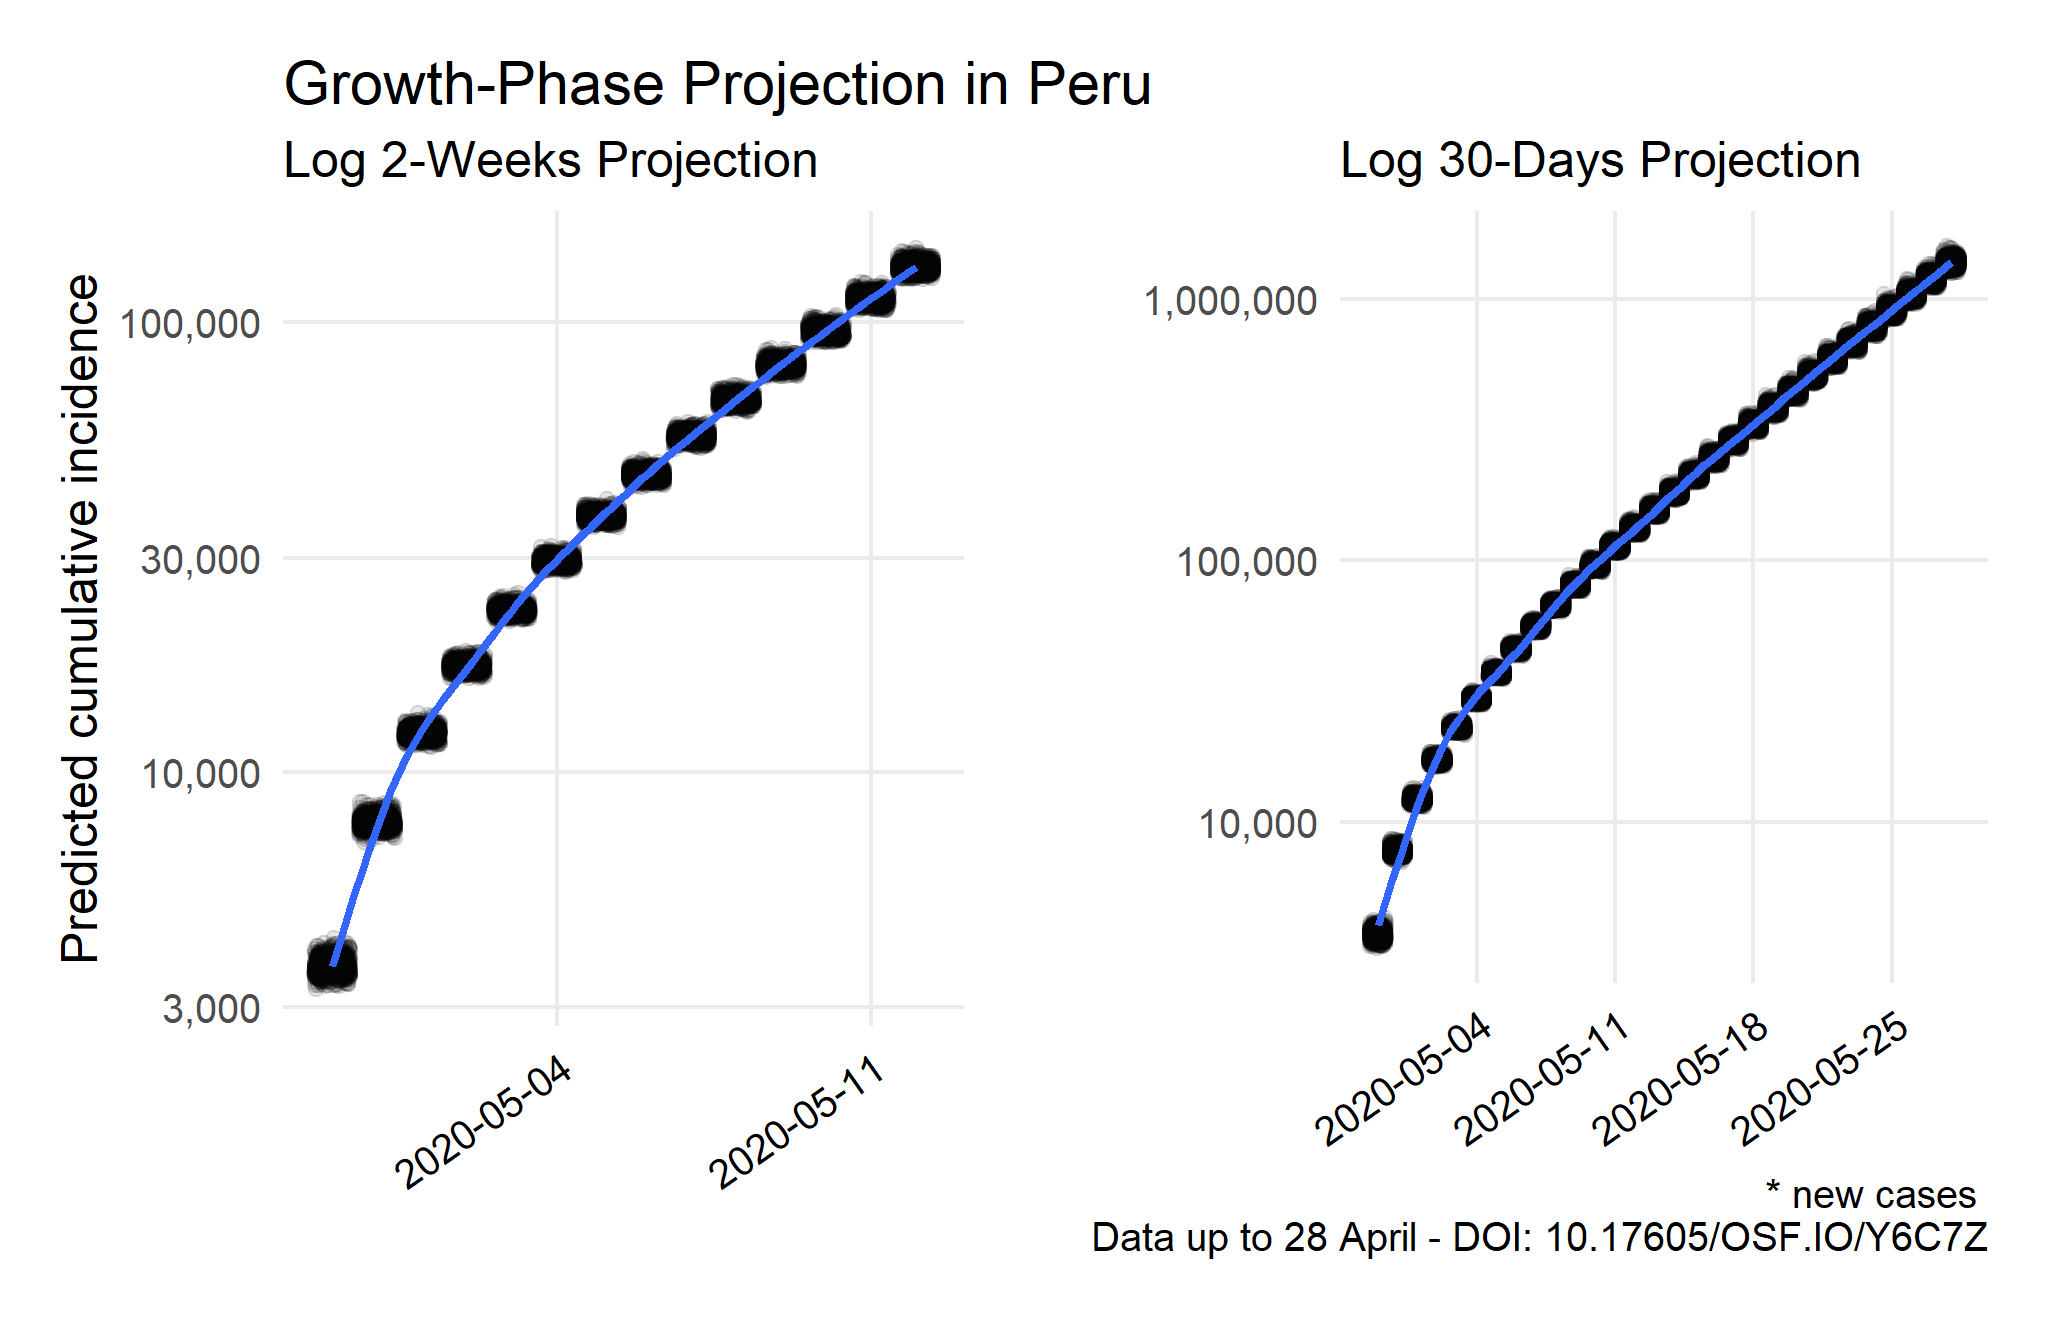 Growth-Phase Projection in Peru
Log 2-Weeks Projection
Predicted cumulative incidence
100,000
30,000
10,000
3,000
2020-05-04
2020-05-11
Log 30-Days Projection
1,000,000
100,000
10,000
2020-05-04
2020-05-11
2020-05-18
2020-05-25
* new cases
Data up to 28 April - DOI: 10.17605/OSF.IO/Y6C7Z